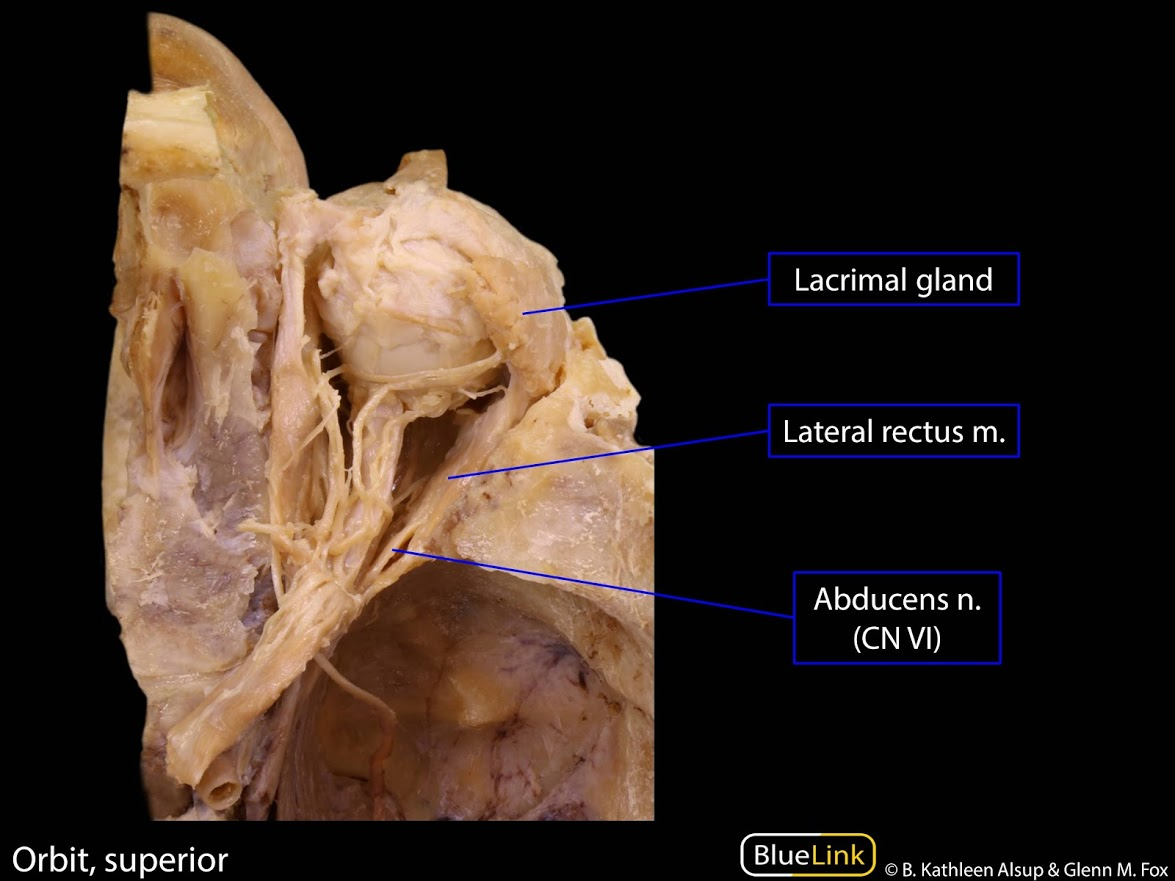 Lacrimal gland
Lateral rectus m.
Abducens n.
(CN VI)
Orbit, superior
BlueLink
© B. Kathleen Alsup & Glenn M. Fox